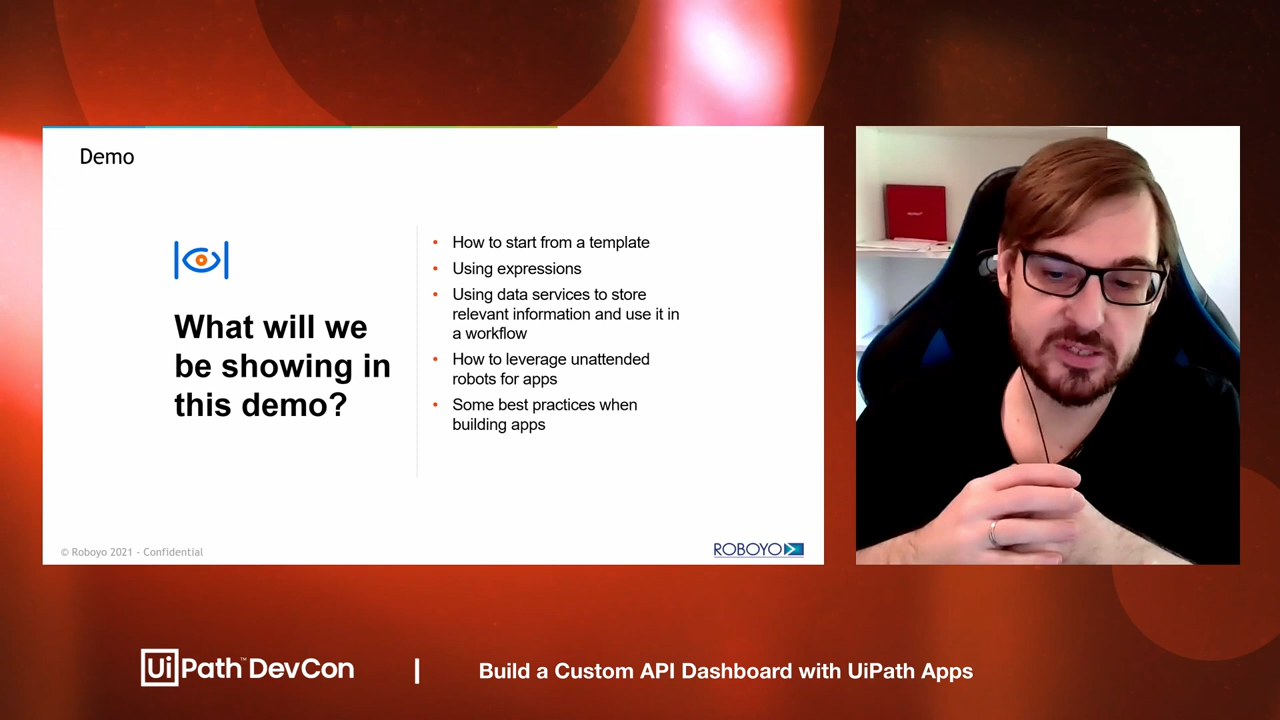 Demo
What will we
be showing in
this demo?
• How to start from a template
• Using expressions
• Using data services to store
relevant information and use it in
a workflow
• How to leverage unattended
robots for apps
• Some best practices when
building apps
© Roboyo 2021 - Confidential
ROBOYO
UiPath™ DevCon | Build a Custom API Dashboard with UiPath Apps